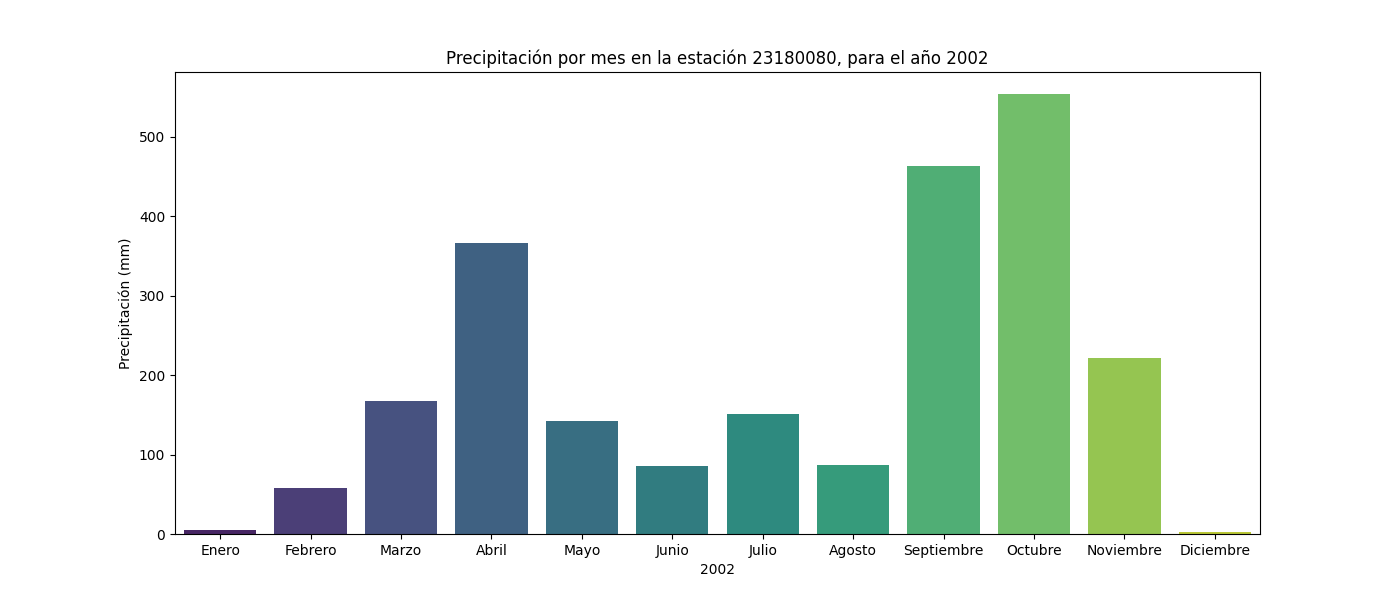 Precipitación por mes en la estación 23180080, para el año 2002
Precipitación (mm)
500
400
300
200
100
0
Enero Febrero Marzo Abril Mayo Junio Julio Agosto Septiembre Octubre Noviembre Diciembre
2002